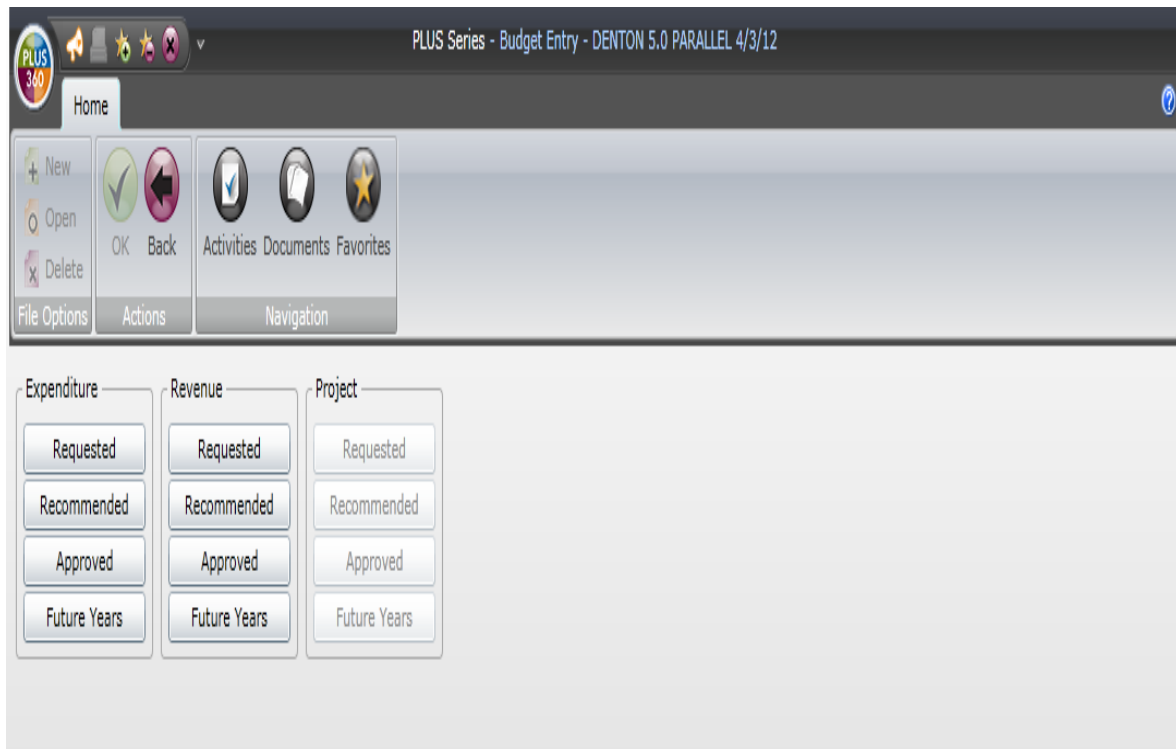 PLUS
360
PLUS Series - Budget Entry - DENTON 5.0 PARALLEL 4/3/12
Home
?
New
Open
Delete
File Options
OK
Back
Actions
Activities
Documents
Favorites
Navigation
Expenditure
Requested
Recommended
Approved
Future Years
Revenue
Requested
Recommended
Approved
Future Years
Project
Requested
Recommended
Approved
Future Years